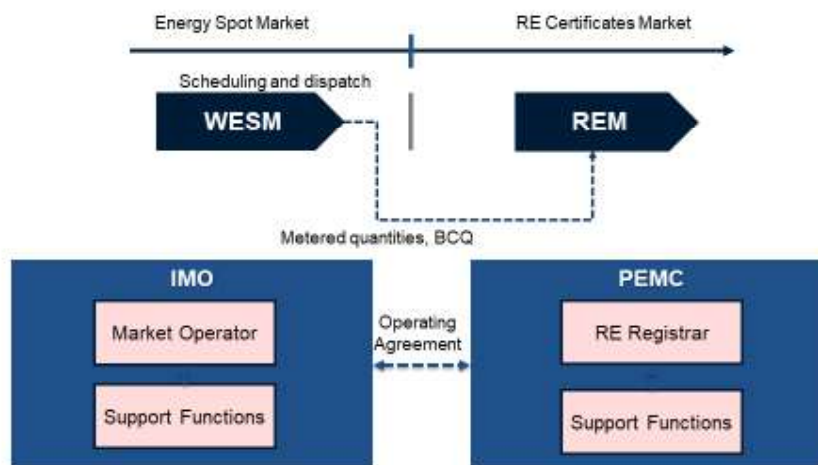 Energy Spot Market
RE Certificates Market
Scheduling and dispatch
WESM
REM
Metered quantities, BCQ
IMO
PEMC
Market Operator
Operating
Agreement
RE Registrar
Support Functions
Support Functions